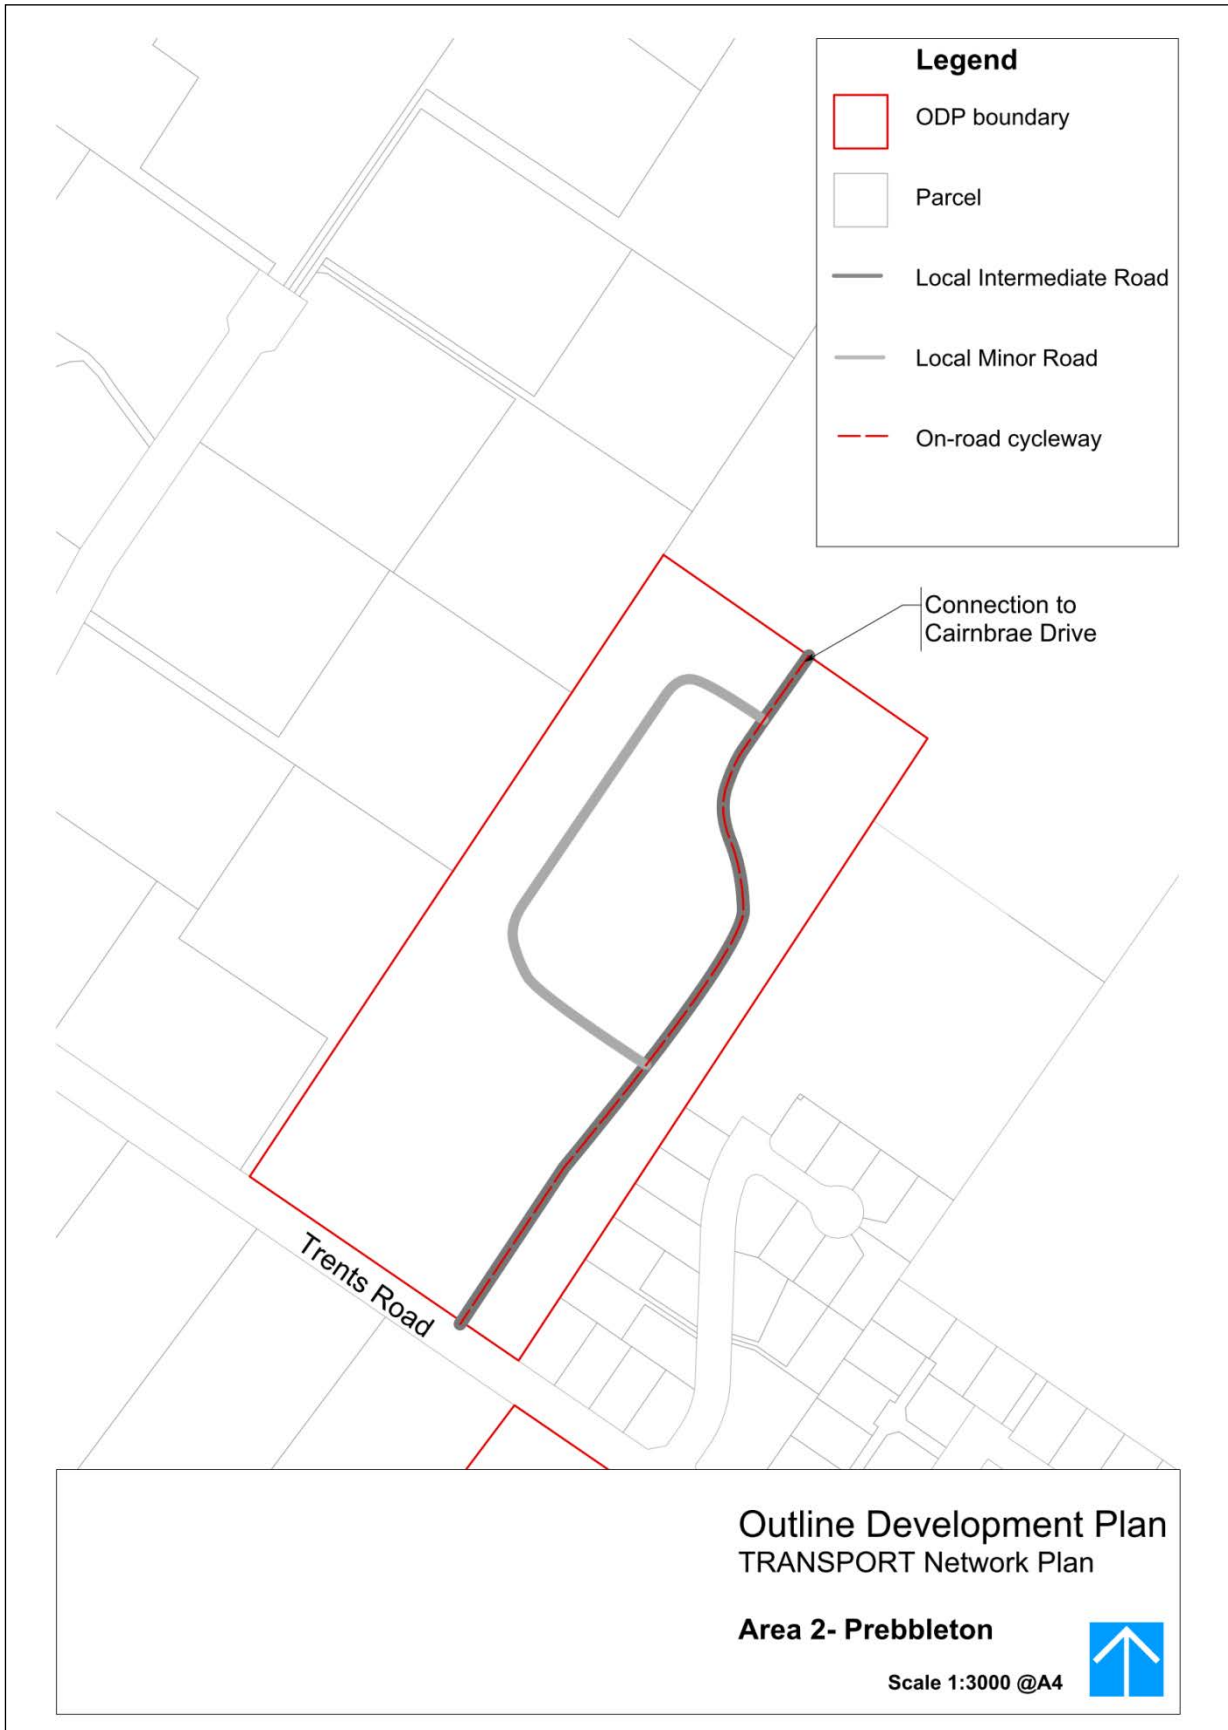 Legend
ODP boundary
Parcel
Local Intermediate Road
Local Minor Road
On-road cycleway
Connection to
Cairnbrae Drive
Trents Road
Outline Development Plan
TRANSPORT Network Plan
Area 2- Prebbleton
Scale 1:3000 @A4